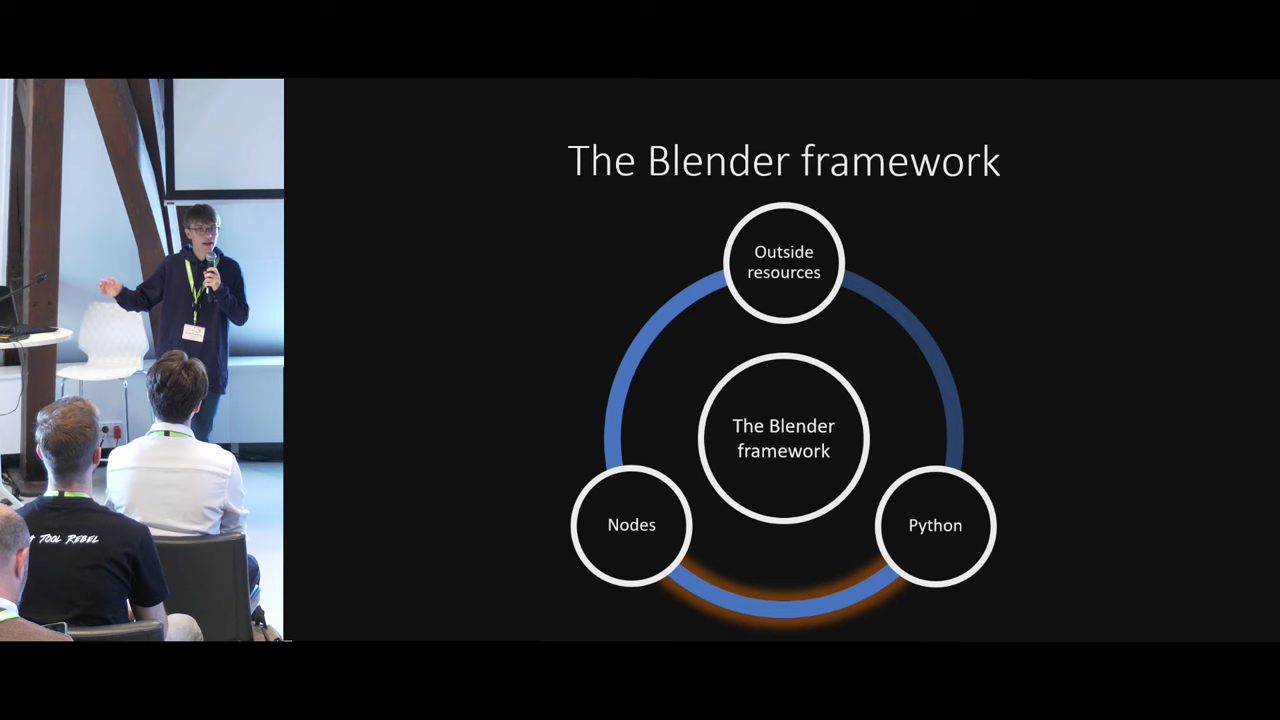 The Blender framework
Outside
resources
The Blender
framework
Nodes
Python
TOOL REBEL